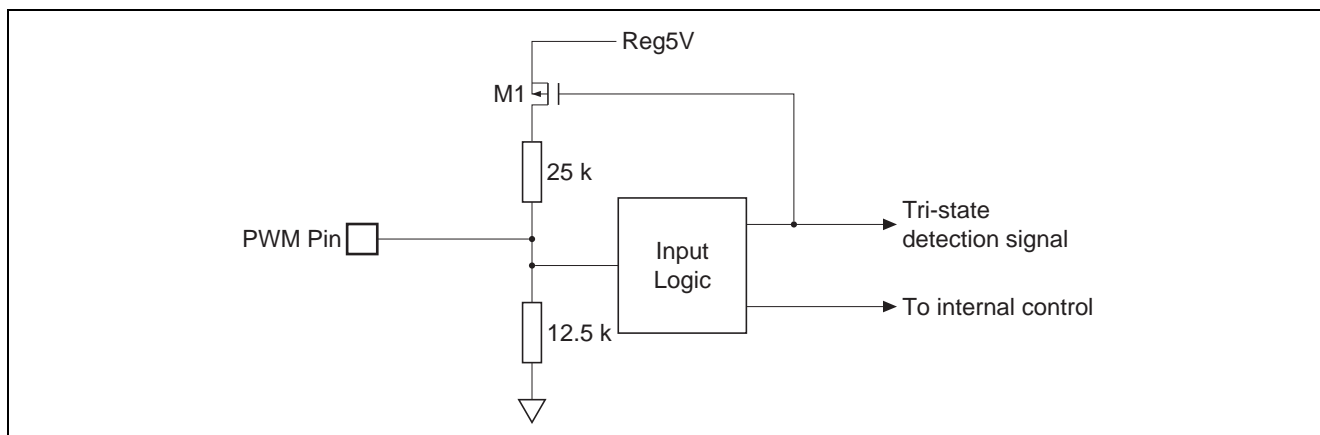 Reg5V
M1
25 k
PWM Pin
Input
Logic
Tri-state
detection signal
To internal control
12.5 k